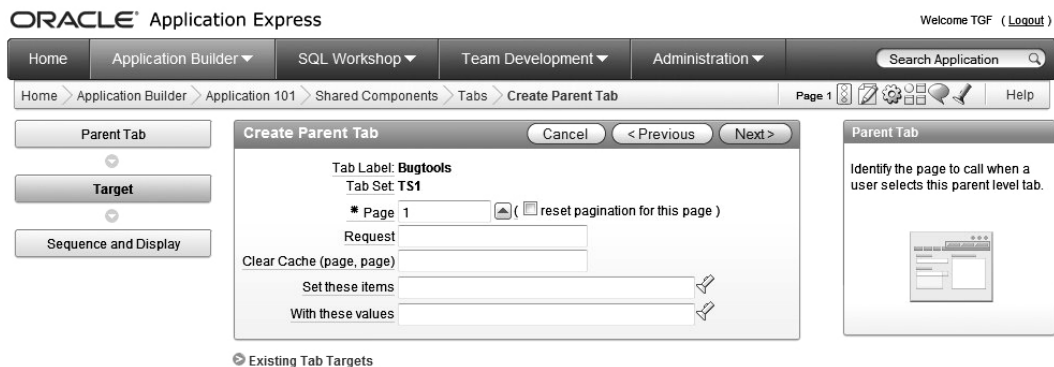 ORACLE® Application Express
Welcome TGF ( Logout )
Home Application Builder SQL Workshop Team Development Administration Search Application
Home Application Builder Application 101 Shared Components Tabs Create Parent Tab Page 1 Help
Parent Tab
Target
Sequence and Display
Create Parent Tab Cancel < Previous Next >
Tab Label: Bugtools
Tab Set: TS1
* Page 1 ( reset pagination for this page )
Request
Clear Cache (page, page)
Set these items
With these values
Existing Tab Targets
Parent Tab
Identify the page to call when a
user selects this parent level tab.